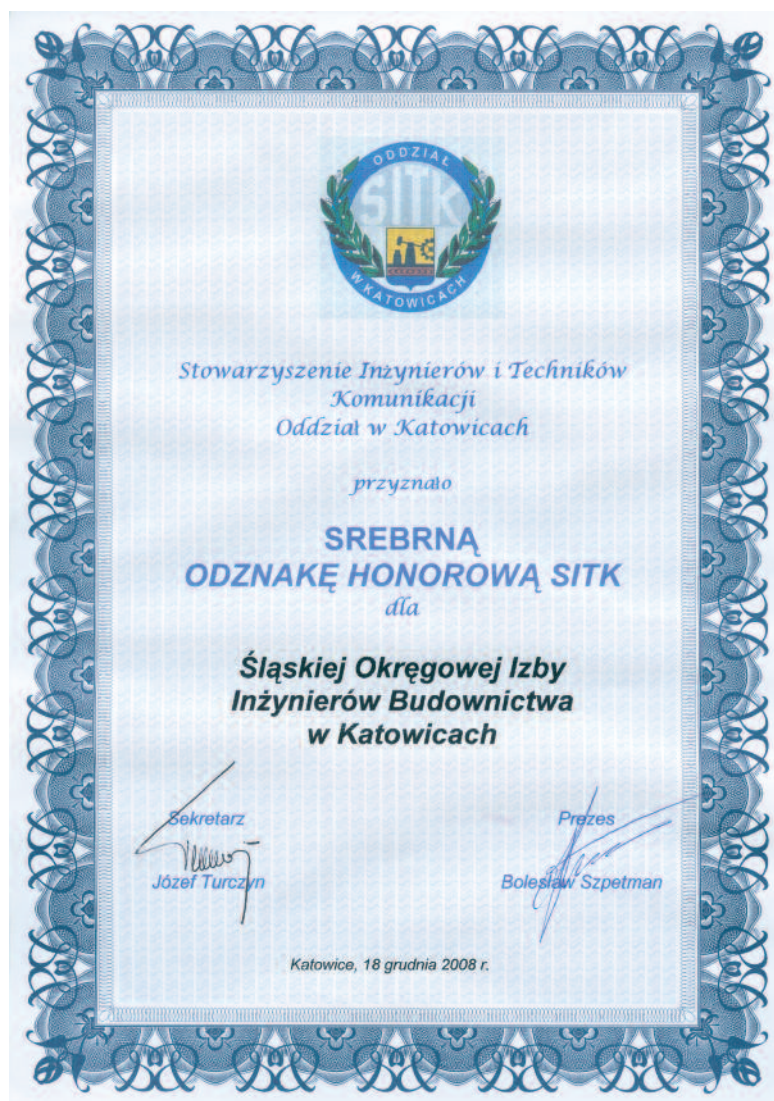 ODDZIAŁ
SITK
W KATOWICACH
Stowarzyszenie Inżynierów i Techników
Komunikacji
Oddział w Katowicach
przyznało
SREBRNĄ
ODZNAKĘ HONOROWĄ SITK
dla
Śląskiej Okręgowej Izby
Inżynierów Budownictwa
w Katowicach
Sekretarz
Prezes
Józef Turczyn
Bolesław Szpetman
Katowice, 18 grudnia 2008 r.